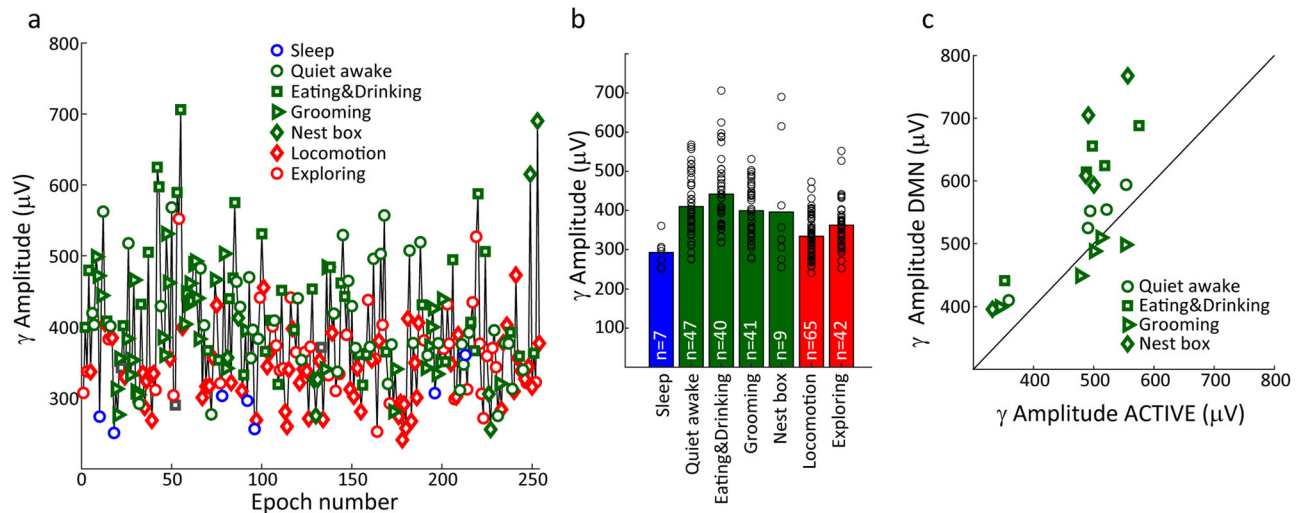 a
800
700
600
500
400
300
200
0
50
100
150
200
250
γ Amplitude (μV)
Epoch number
Sleep
Quiet awake
Eating&Drinking
Grooming
Nest box
Locomotion
Exploring
b
γ Amplitude (μV)
700
600
500
400
300
200
100
n=7
n=47
n=40
n=41
n=9
n=65
n=42
Sleep
Quiet awake
Eating&Drinking
Grooming
Nest box
Locomotion
Exploring
c
γ Amplitude DMN (μV)
800
700
600
500
400
Quiet awake
Eating&Drinking
Grooming
Nest box
400
500
600
700
800
γ Amplitude ACTIVE (μV)